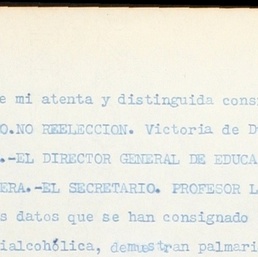 e mi atenta y distinguida cons
O.NO REELECCION. Victoria de D
.-EL DIRECTOR GENERAL DE EDUCA
ERA.-EL SECRETARIO. PROFESOR L
s datos que se han consignado
ialcohólica, demuestran palmari